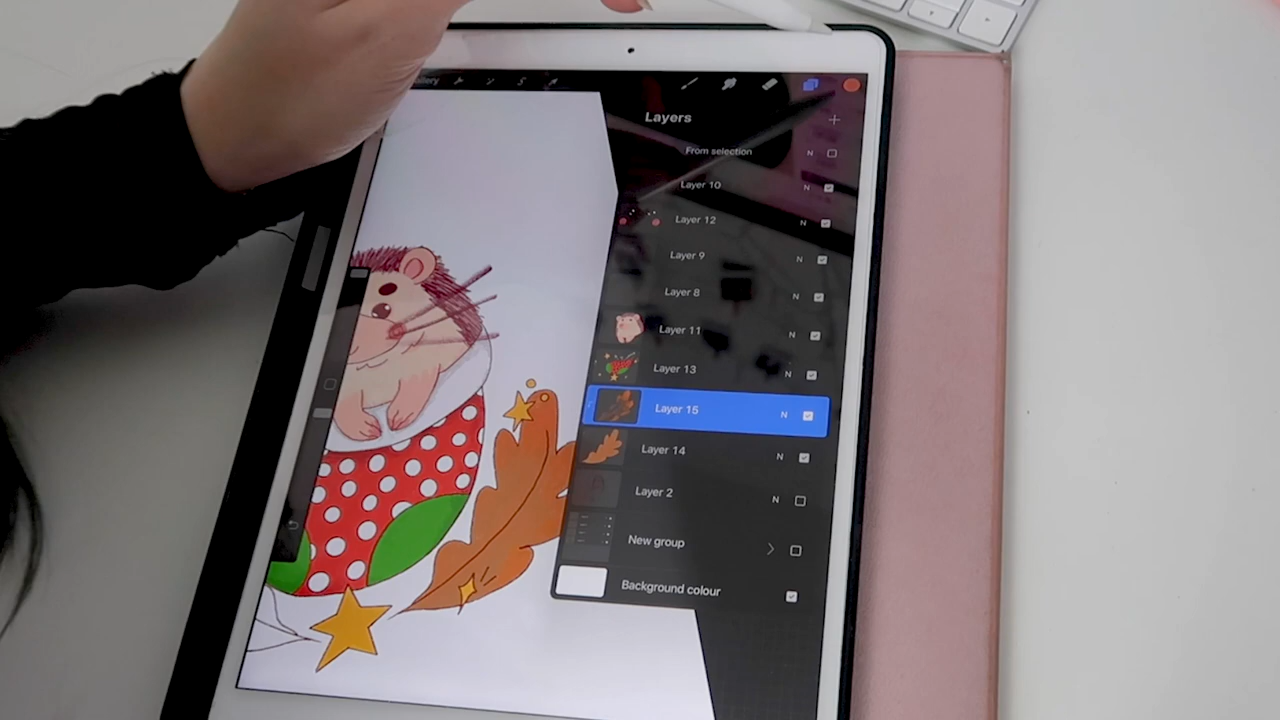 Layers
From selection N
Layer 10 N
Layer 12 N
Layer 9 N
Layer 8 N
Layer 11 N
Layer 13 N
Layer 15 N
Layer 14 N
Layer 2 N
New group
Background colour